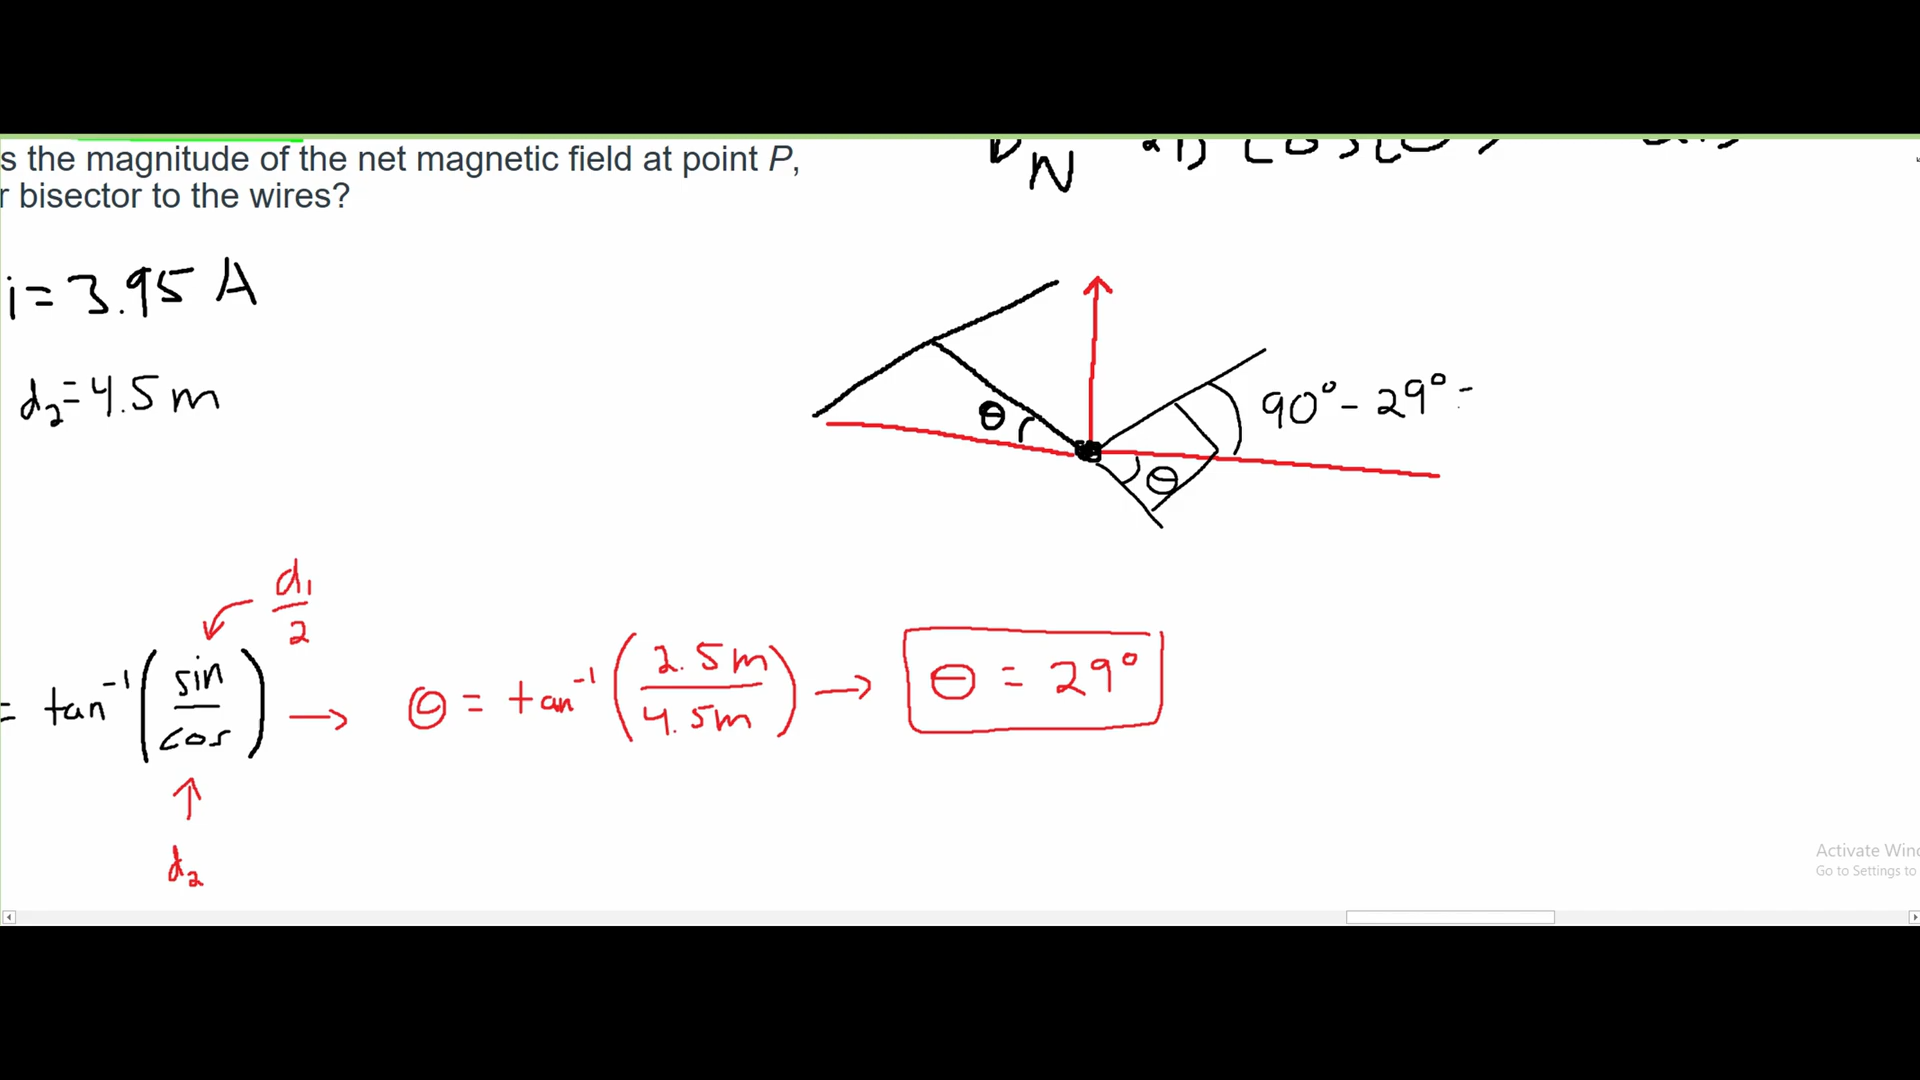 s the magnitude of the net magnetic field at point P,
r bisector to the wires?
N
i = 3.95 A
d₂ = 4.5 m
θ
90° - 29° -
θ
d₁
2
= tan⁻¹ ( sin / cos ) → θ = tan⁻¹ ( 2.5 m / 4.5 m ) → θ = 29°
d₂
Activate Wind
Go to Settings to